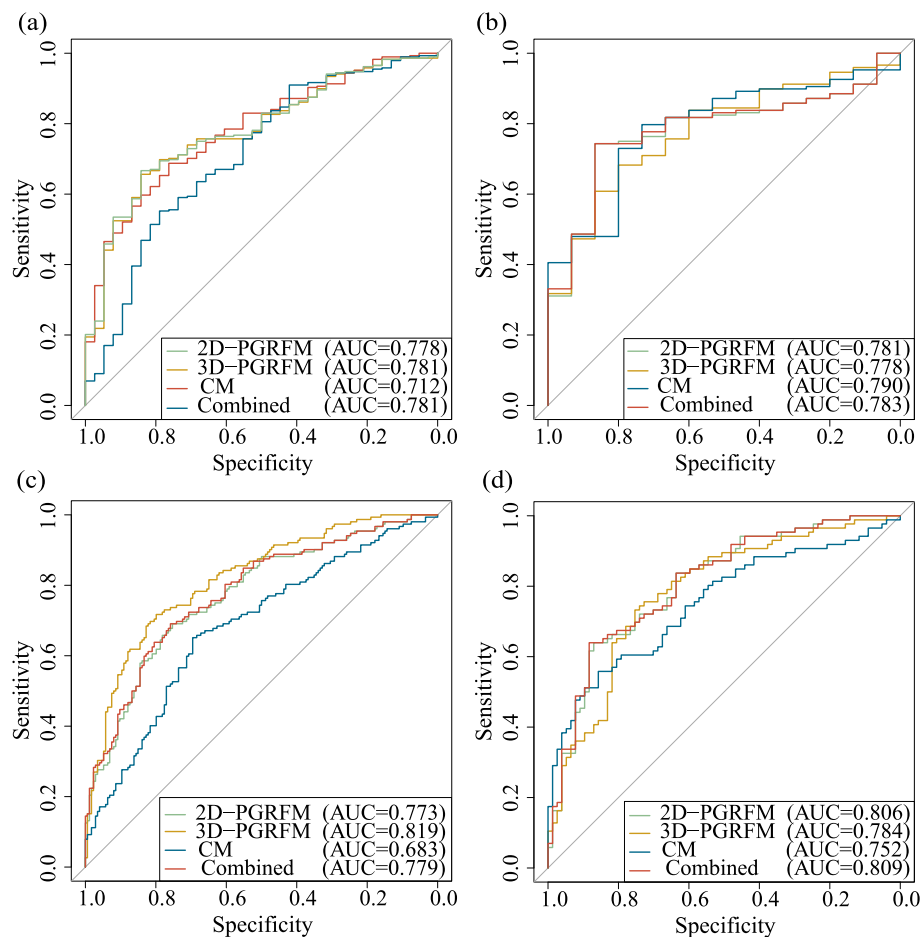 (a)
Sensitivity
1.0
0.8
0.6
0.4
0.2
0.0
2D−PGRFM (AUC=0.778)
3D−PGRFM (AUC=0.781)
CM (AUC=0.712)
Combined (AUC=0.781)
1.0 0.8 0.6 0.4 0.2 0.0
Specificity
(b)
Sensitivity
1.0
0.8
0.6
0.4
0.2
0.0
2D−PGRFM (AUC=0.781)
3D−PGRFM (AUC=0.778)
CM (AUC=0.790)
Combined (AUC=0.783)
1.0 0.8 0.6 0.4 0.2 0.0
Specificity
(c)
Sensitivity
1.0
0.8
0.6
0.4
0.2
0.0
2D−PGRFM (AUC=0.773)
3D−PGRFM (AUC=0.819)
CM (AUC=0.683)
Combined (AUC=0.779)
1.0 0.8 0.6 0.4 0.2 0.0
Specificity
(d)
Sensitivity
1.0
0.8
0.6
0.4
0.2
0.0
2D−PGRFM (AUC=0.806)
3D−PGRFM (AUC=0.784)
CM (AUC=0.752)
Combined (AUC=0.809)
1.0 0.8 0.6 0.4 0.2 0.0
Specificity